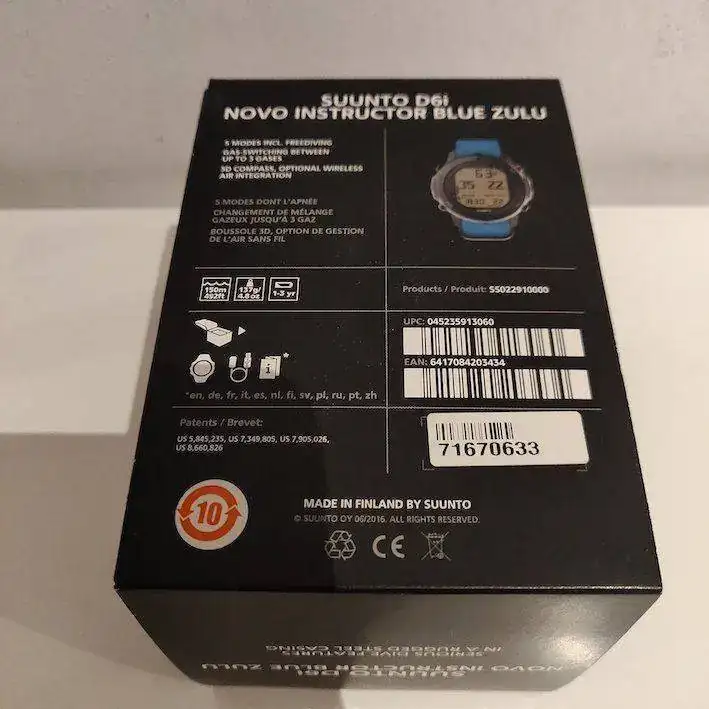 SUUNTO D6i
NOVO INSTRUCTOR BLUE ZULU
5 MODES INCL. FREEDIVING
GAS-SWITCHING BETWEEN
UP TO 3 GASES
3D COMPASS, OPTIONAL WIRELESS
AIR INTEGRATION
5 MODES DONT L'APNÉE
CHANGEMENT DE MÉLANGE
GAZEUX JUSQU'À 3 GAZ
BOUSSOLE 3D, OPTION DE GESTION
DE L'AIR SANS FIL
150m
492ft
137g
4.8 oz
1-3 yr
Products / Produit: SS022910000
UPC: 045235913060
EAN: 6417084203434
*
*en, de, fr, it, es, nl, fi, sv, pl, ru, pt, zh
Patents / Brevet:
US 5,845,235, US 7,349,805, US 7,905,026,
US 8,660,826
71670633
10
MADE IN FINLAND BY SUUNTO
© SUUNTO OY 06/2016. ALL RIGHTS RESERVED.
CE
SUUNTO D6i
NOVO INSTRUCTOR BLUE ZULU
SERIOUS DIVE FEATURES
IN A RUGGED STEEL CASING